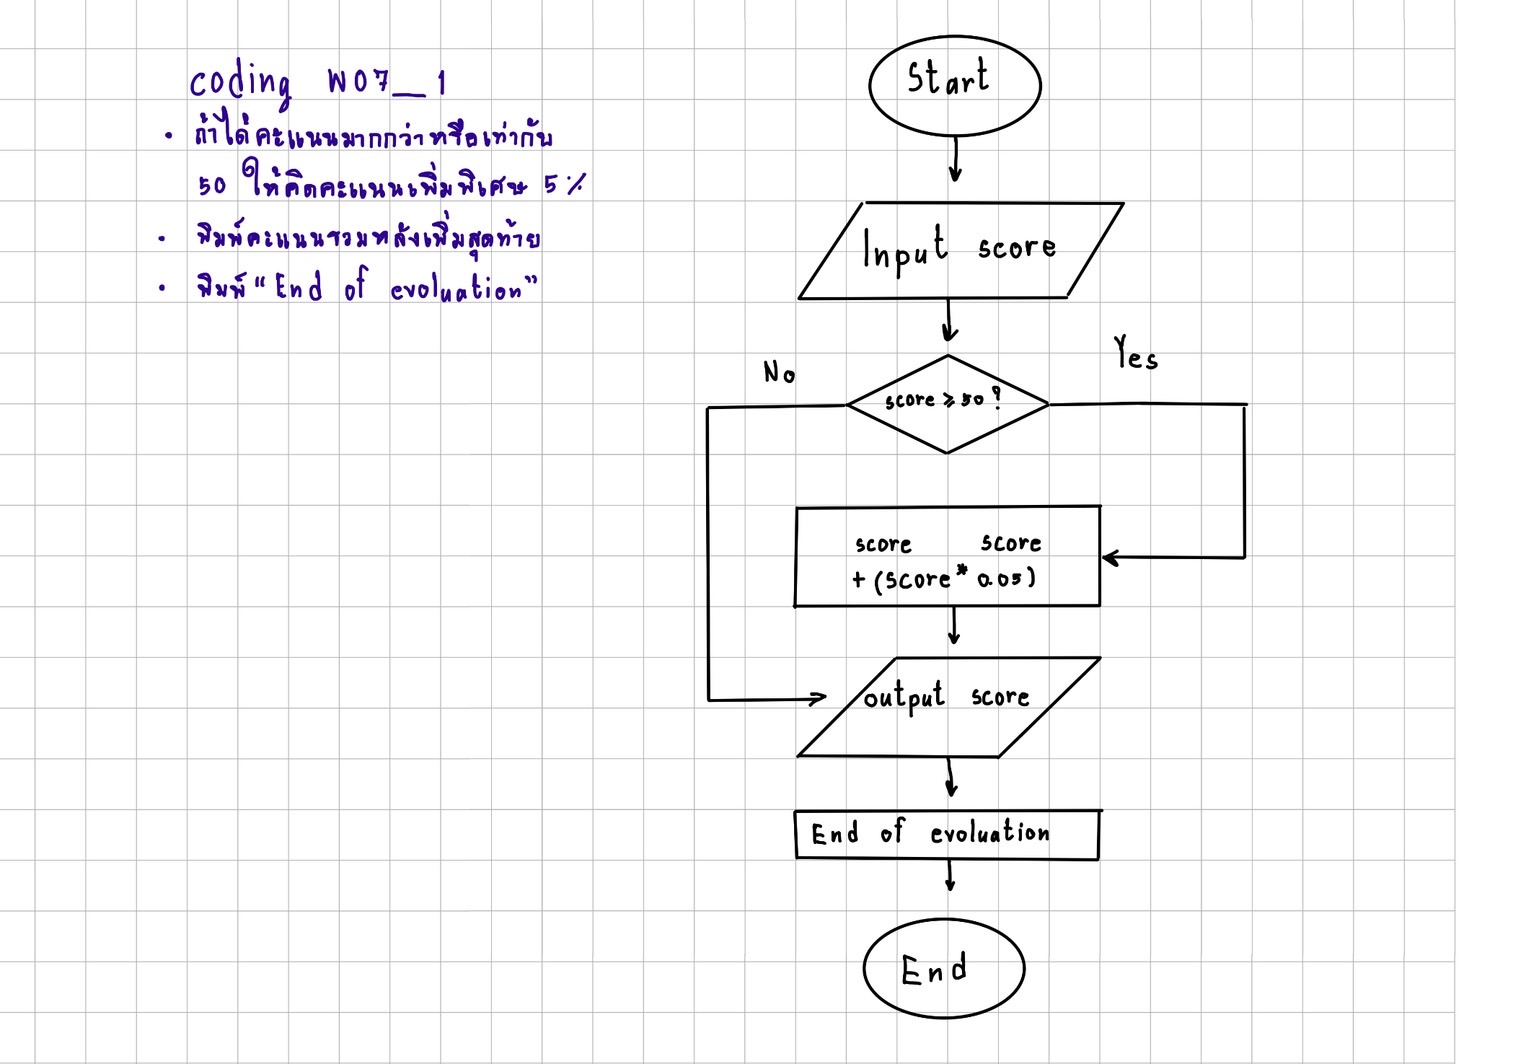 coding W07_1
• ถ้าได้คะแนนมากกว่าหรือเท่ากับ
50 ให้คิดคะแนนเพิ่มพิเศษ 5%
• พิมพ์คะแนนรวมหลังเพิ่มสุดท้าย
• พิมพ์ "End of evoluation"
Start
Input score
No
Yes
score ≥ 50 ?
score score
+ (score * 0.05)
output score
End of evoluation
End